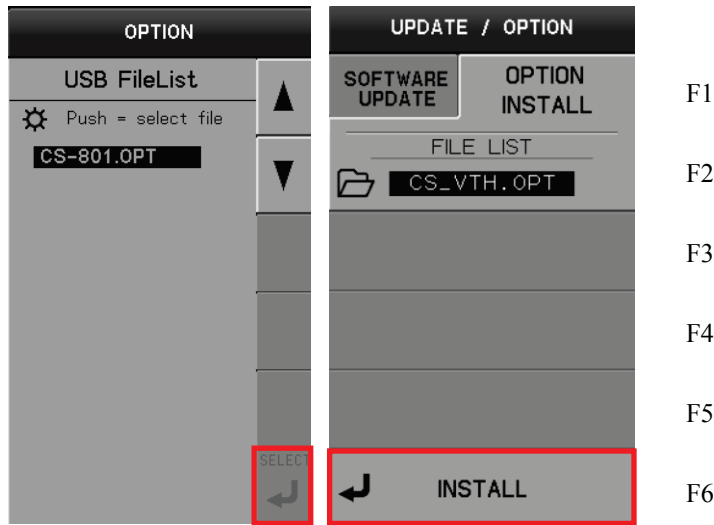 OPTION
USB FileList
Push = select file
CS-801.OPT
SELECT
UPDATE / OPTION
SOFTWARE
UPDATE
OPTION
INSTALL
FILE LIST
CS_VTH.OPT
INSTALL
F1
F2
F3
F4
F5
F6